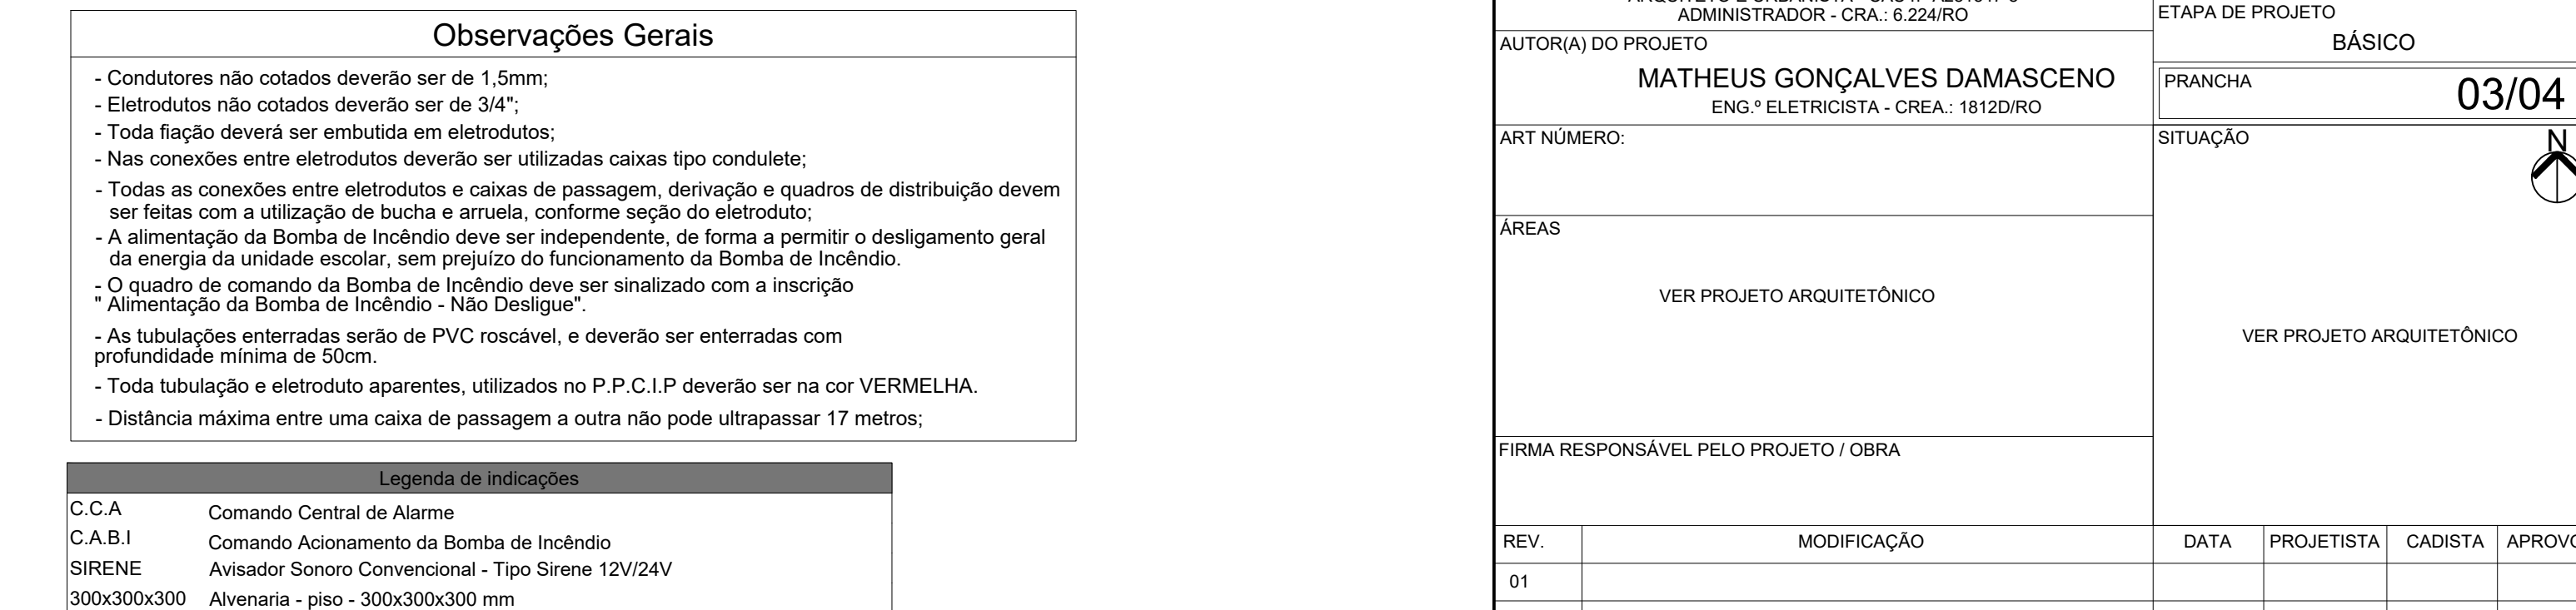 Observações Gerais
- Condutores não cotados deverão ser de 1,5mm;
- Eletrodutos não cotados deverão ser de 3/4";
- Toda fiação deverá ser embutida em eletrodutos;
- Nas conexões entre eletrodutos deverão ser utilizadas caixas tipo condulete;
- Todas as conexões entre eletrodutos e caixas de passagem, derivação e quadros de distribuição devem
ser feitas com a utilização de bucha e arruela, conforme seção do eletroduto;
- A alimentação da Bomba de Incêndio deve ser independente, de forma a permitir o desligamento geral
da energia da unidade escolar, sem prejuízo do funcionamento da Bomba de Incêndio.
- O quadro de comando da Bomba de Incêndio deve ser sinalizado com a inscrição
" Alimentação da Bomba de Incêndio - Não Desligue".
- As tubulações enterradas serão de PVC roscável, e deverão ser enterradas com
profundidade mínima de 50cm.
- Toda tubulação e eletroduto aparentes, utilizados no P.P.C.I.P deverão ser na cor VERMELHA.
- Distância máxima entre uma caixa de passagem a outra não pode ultrapassar 17 metros;
Legenda de indicações
C.C.A Comando Central de Alarme
C.A.B.I Comando Acionamento da Bomba de Incêndio
SIRENE Avisador Sonoro Convencional - Tipo Sirene 12V/24V
300x300x300 Alvenaria - piso - 300x300x300 mm
ADMINISTRADOR - CRA.: 6.224/RO
AUTOR(A) DO PROJETO
MATHEUS GONÇALVES DAMASCENO
ENG.º ELETRICISTA - CREA.: 1812D/RO
ART NÚMERO:
ÁREAS
VER PROJETO ARQUITETÔNICO
FIRMA RESPONSÁVEL PELO PROJETO / OBRA
ETAPA DE PROJETO
BÁSICO
PRANCHA 03/04
SITUAÇÃO
N
VER PROJETO ARQUITETÔNICO
REV. MODIFICAÇÃO DATA PROJETISTA CADISTA APROVO
01